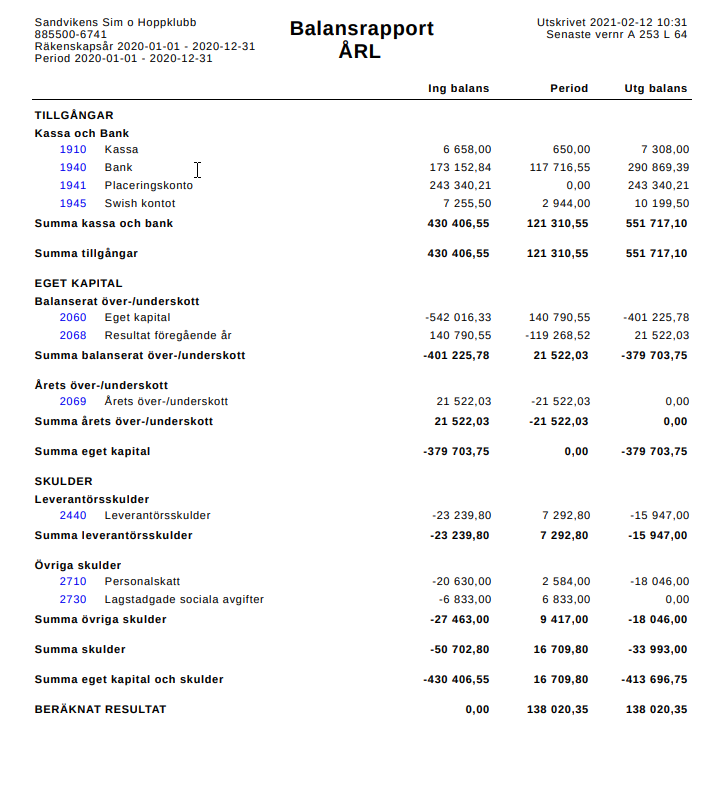 Sandvikens Sim o Hoppklubb
885500-6741
Räkenskapsår 2020-01-01 - 2020-12-31
Period 2020-01-01 - 2020-12-31
Balansrapport
ÅRL
Utskrivet 2021-02-12 10:31
Senaste vernr A 253 L 64
Ing balans Period Utg balans
TILLGÅNGAR
Kassa och Bank
1910 Kassa 6 658,00 650,00 7 308,00
1940 Bank 173 152,84 117 716,55 290 869,39
1941 Placeringskonto 243 340,21 0,00 243 340,21
1945 Swish kontot 7 255,50 2 944,00 10 199,50
Summa kassa och bank 430 406,55 121 310,55 551 717,10
Summa tillgångar 430 406,55 121 310,55 551 717,10
EGET KAPITAL
Balanserat över-/underskott
2060 Eget kapital -542 016,33 140 790,55 -401 225,78
2068 Resultat föregående år 140 790,55 -119 268,52 21 522,03
Summa balanserat över-/underskott -401 225,78 21 522,03 -379 703,75
Årets över-/underskott
2069 Årets över-/underskott 21 522,03 -21 522,03 0,00
Summa årets över-/underskott 21 522,03 -21 522,03 0,00
Summa eget kapital -379 703,75 0,00 -379 703,75
SKULDER
Leverantörsskulder
2440 Leverantörsskulder -23 239,80 7 292,80 -15 947,00
Summa leverantörsskulder -23 239,80 7 292,80 -15 947,00
Övriga skulder
2710 Personalskatt -20 630,00 2 584,00 -18 046,00
2730 Lagstadgade sociala avgifter -6 833,00 6 833,00 0,00
Summa övriga skulder -27 463,00 9 417,00 -18 046,00
Summa skulder -50 702,80 16 709,80 -33 993,00
Summa eget kapital och skulder -430 406,55 16 709,80 -413 696,75
BERÄKNAT RESULTAT 0,00 138 020,35 138 020,35